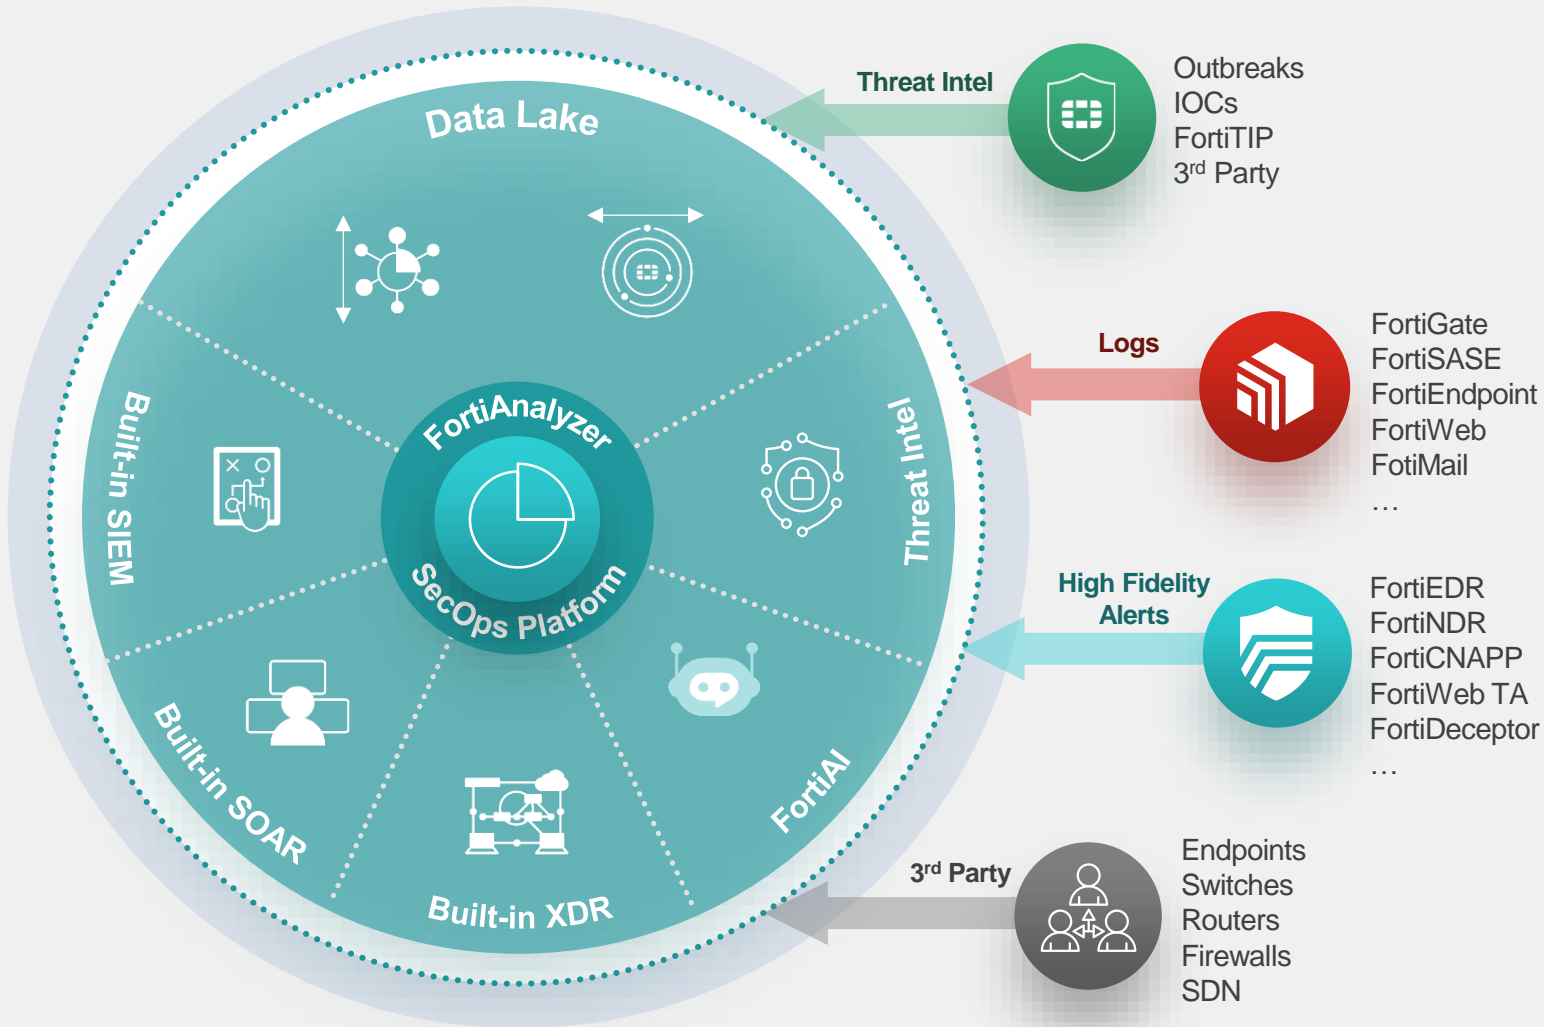 Data Lake
Threat Intel
FortiAI
Built-in XDR
Built-in SOAR
Built-in SIEM
FortiAnalyzer
SecOps Platform
Threat Intel
Outbreaks
IOCs
FortiTIP
3rd Party
Logs
FortiGate
FortiSASE
FortiEndpoint
FortiWeb
FotiMail
…
High Fidelity
Alerts
FortiEDR
FortiNDR
FortiCNAPP
FortiWeb TA
FortiDeceptor
…
3rd Party
Endpoints
Switches
Routers
Firewalls
SDN